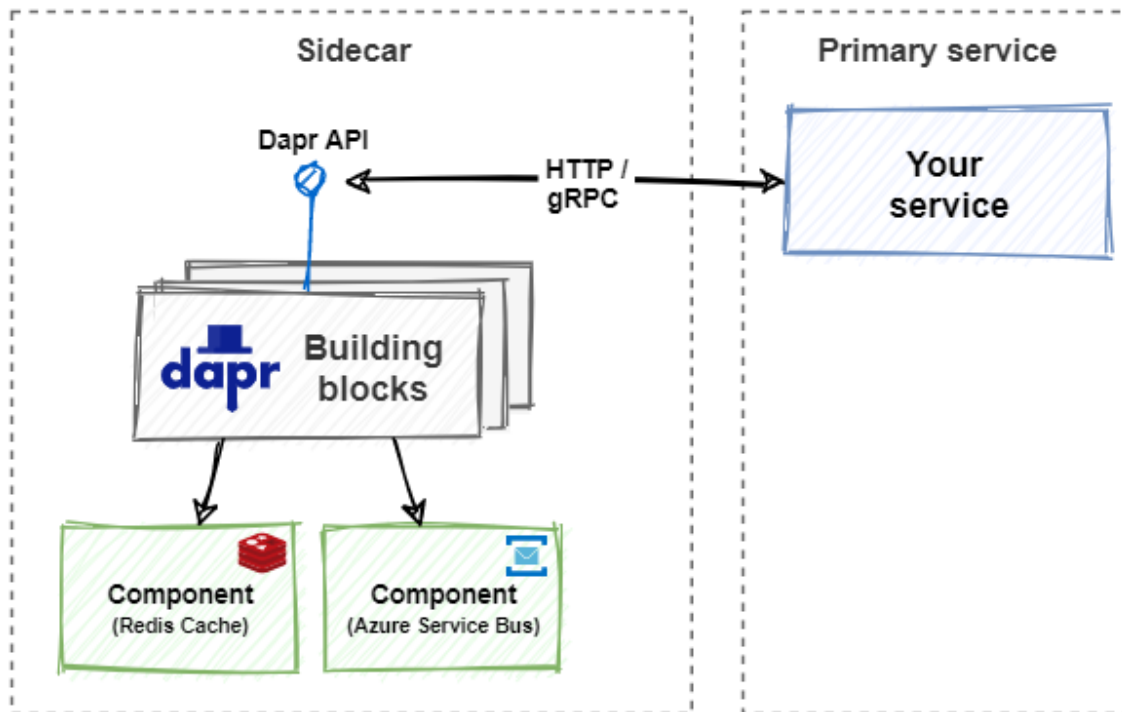 Sidecar
Primary service
Dapr API
HTTP /
gRPC
Your
service
dapr
Building
blocks
Component
(Redis Cache)
Component
(Azure Service Bus)